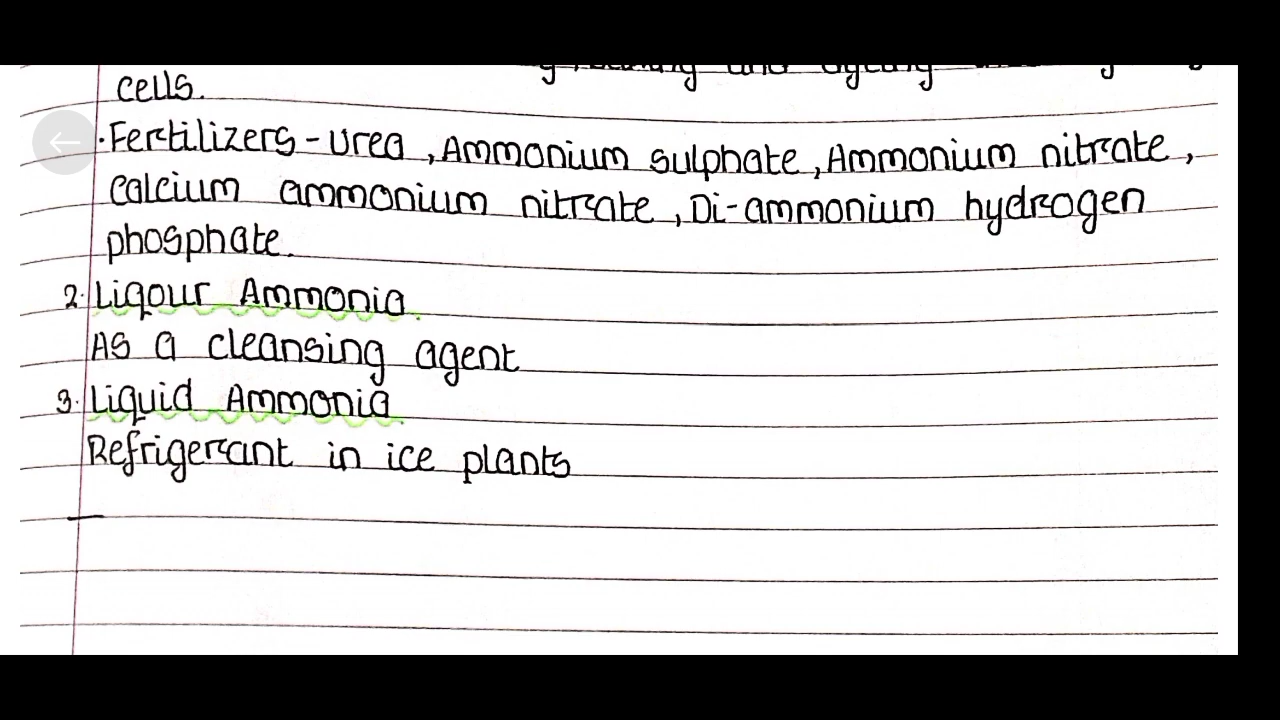 cells.
·Fertilizers-Urea ,Ammonium sulphate,Ammonium nitrate,
Calcium ammonium nitrate,Di-ammonium hydrogen
phosphate.
2. Liqour Ammonia.
As a cleansing agent
3. Liquid Ammonia.
Refrigerant in ice plants